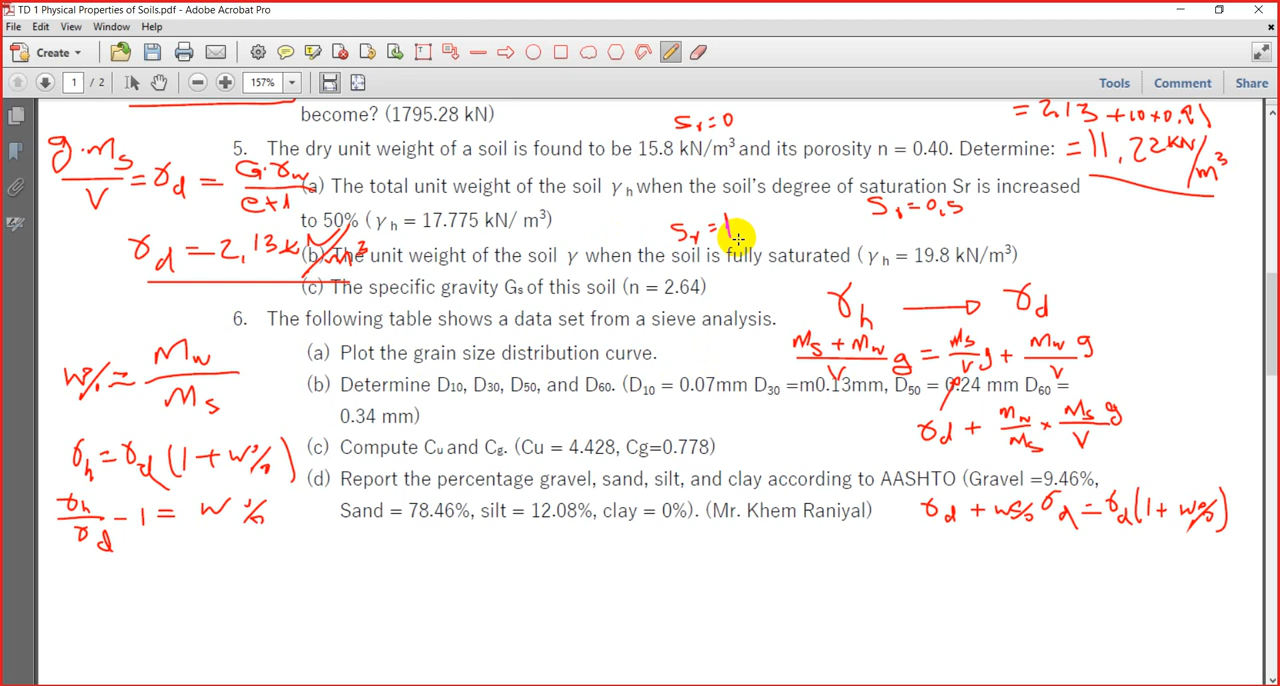 TD 1 Physical Properties of Soils.pdf - Adobe Acrobat Pro
File Edit View Window Help
Create
1 / 2 157% Tools Comment Share
become? (1795.28 kN)
Sr=0
= 2,13 + 10 x 0.91
5. The dry unit weight of a soil is found to be 15.8 kN/m³ and its porosity n = 0.40. Determine:
= 11,22 kN/m³
g.Ms/V = γd = G.γw/e+1
(a) The total unit weight of the soil γ h when the soil's degree of saturation Sr is increased
Sr=0,5
to 50% ( γ h = 17.775 kN/ m³)
Sr=1
γd = 2,13 kN/m³
(b) The unit weight of the soil γ when the soil is fully saturated ( γ h = 19.8 kN/m³)
(c) The specific gravity Gs of this soil (n = 2.64)
γh → γd
6. The following table shows a data set from a sieve analysis.
(a) Plot the grain size distribution curve.
Ms + Mw/V g = Ms/V g + Mw/V g
w% = Mw/Ms
(b) Determine D10, D30, D50, and D60. (D10 = 0.07mm D30 =m0.13mm, D50 = 0.24 mm D60 =
0.34 mm)
γd + Mw/Ms x Ms/V g
(c) Compute Cu and Cg. (Cu = 4.428, Cg=0.778)
γh = γd (1 + w%)
(d) Report the percentage gravel, sand, silt, and clay according to AASHTO (Gravel =9.46%,
Sand = 78.46%, silt = 12.08%, clay = 0%). (Mr. Khem Raniyal)
γd + w% γd = γd (1 + w%)
γh/γd - 1 = w%